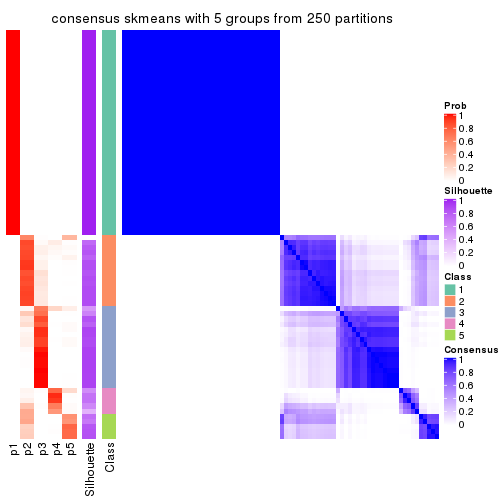 consensus skmeans with 5 groups from 250 partitions
Prob
1
0.8
0.6
0.4
0.2
0
Silhouette
1
0.8
0.6
0.4
0.2
0
Class
1
2
3
4
5
Consensus
1
0.8
0.6
0.4
0.2
0
p1
p2
p3
p4
p5
Silhouette
Class